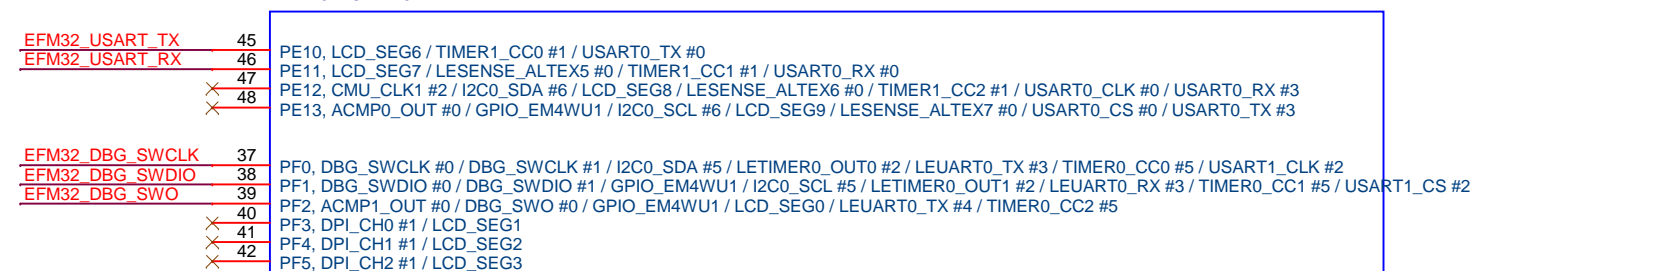 EFM32_USART_TX 45 PE10, LCD_SEG6 / TIMER1_CC0 #1 / USART0_TX #0
EFM32_USART_RX 46 PE11, LCD_SEG7 / LESENSE_ALTEX5 #0 / TIMER1_CC1 #1 / USART0_RX #0
47 PE12, CMU_CLK1 #2 / I2C0_SDA #6 / LCD_SEG8 / LESENSE_ALTEX6 #0 / TIMER1_CC2 #1 / USART0_CLK #0 / USART0_RX #3
48 PE13, ACMP0_OUT #0 / GPIO_EM4WU1 / I2C0_SCL #6 / LCD_SEG9 / LESENSE_ALTEX7 #0 / USART0_CS #0 / USART0_TX #3
EFM32_DBG_SWCLK 37 PF0, DBG_SWCLK #0 / DBG_SWCLK #1 / I2C0_SDA #5 / LETIMER0_OUT0 #2 / LEUART0_TX #3 / TIMER0_CC0 #5 / USART1_CLK #2
EFM32_DBG_SWDIO 38 PF1, DBG_SWDIO #0 / DBG_SWDIO #1 / GPIO_EM4WU1 / I2C0_SCL #5 / LETIMER0_OUT1 #2 / LEUART0_RX #3 / TIMER0_CC1 #5 / USART1_CS #2
EFM32_DBG_SWO 39 PF2, ACMP1_OUT #0 / DBG_SWO #0 / GPIO_EM4WU1 / LCD_SEG0 / LEUART0_TX #4 / TIMER0_CC2 #5
40 PF3, DPI_CH0 #1 / LCD_SEG1
41 PF4, DPI_CH1 #1 / LCD_SEG2
42 PF5, DPI_CH2 #1 / LCD_SEG3